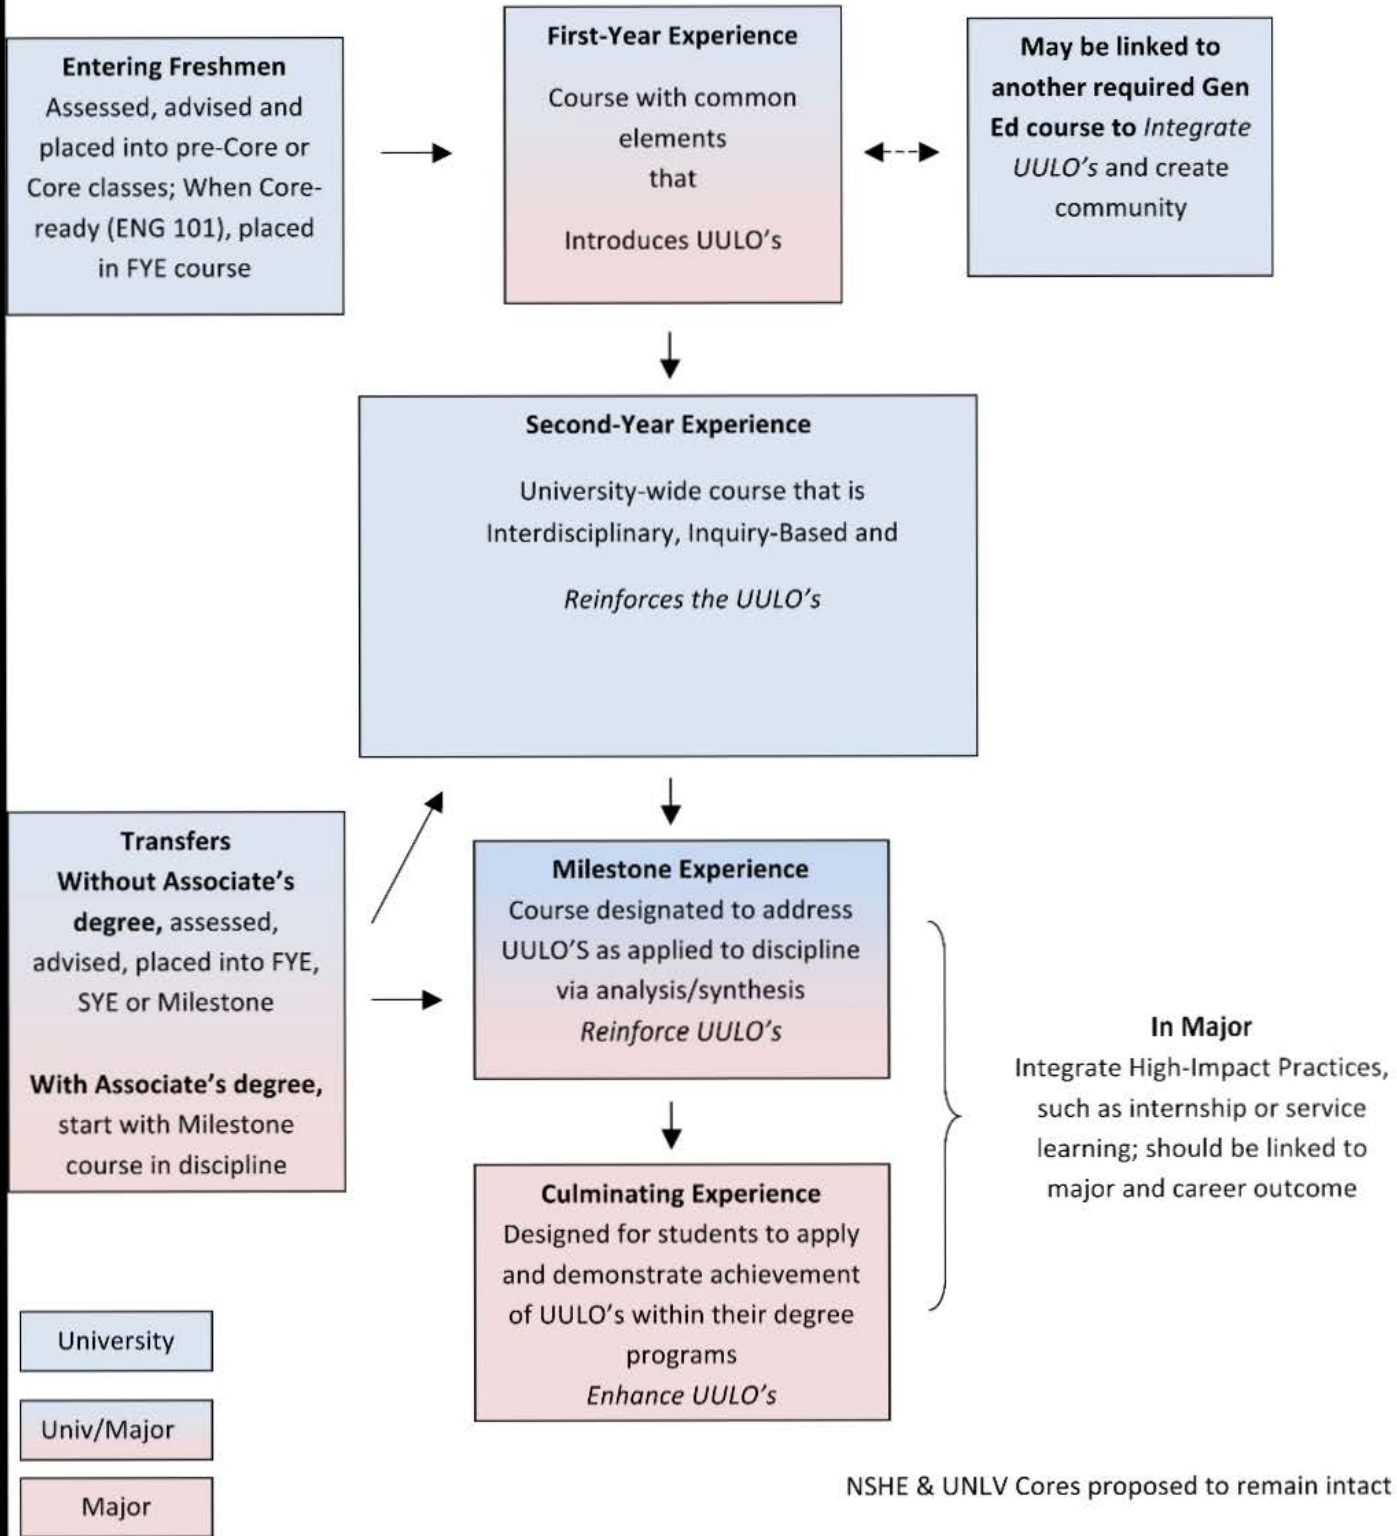 Entering Freshmen
Assessed, advised and
placed into pre-Core or
Core classes; When Core-
ready (ENG 101), placed
in FYE course
First-Year Experience
Course with common
elements
that
Introduces UULO’s
May be linked to
another required Gen
Ed course to Integrate
UULO’s and create
community
Second-Year Experience
University-wide course that is
Interdisciplinary, Inquiry-Based and
Reinforces the UULO’s
Transfers
Without Associate’s
degree, assessed,
advised, placed into FYE,
SYE or Milestone
With Associate’s degree,
start with Milestone
course in discipline
Milestone Experience
Course designated to address
UULO’S as applied to discipline
via analysis/synthesis
Reinforce UULO’s
Culminating Experience
Designed for students to apply
and demonstrate achievement
of UULO’s within their degree
programs
Enhance UULO’s
In Major
Integrate High-Impact Practices,
such as internship or service
learning; should be linked to
major and career outcome
University
Univ/Major
Major
NSHE & UNLV Cores proposed to remain intact